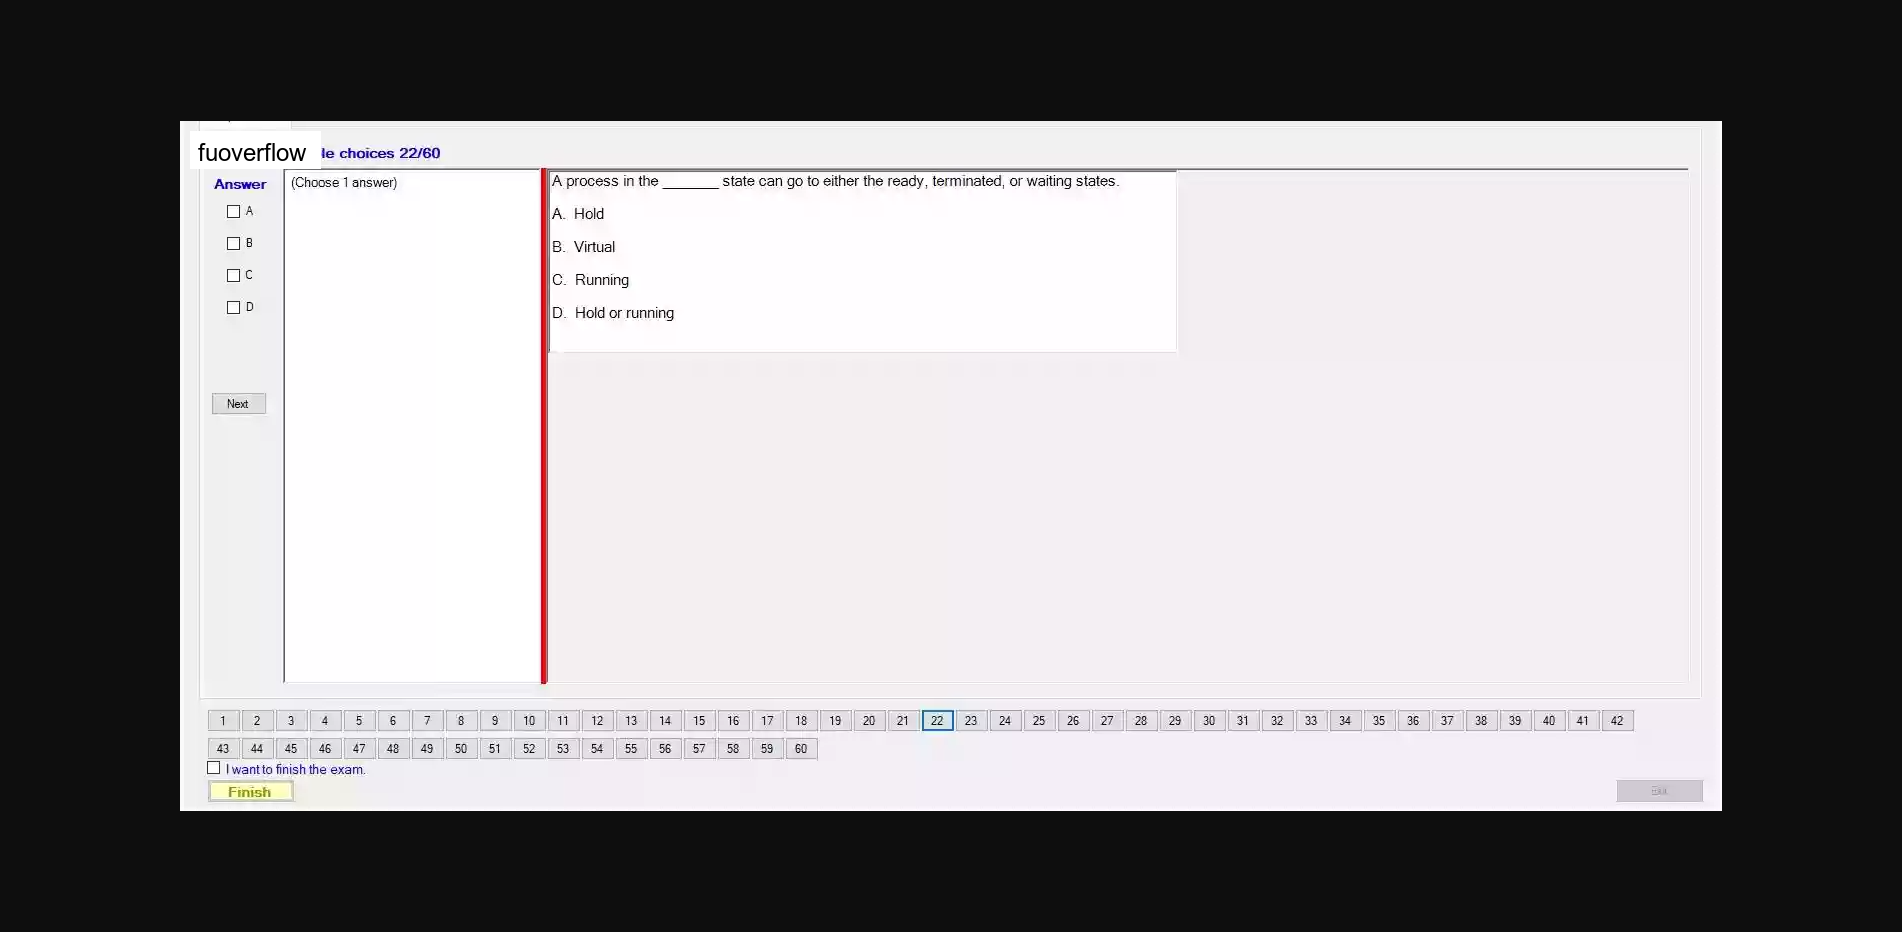 fuoverflow
le choices 22/60
Answer
(Choose 1 answer)
A process in the _______ state can go to either the ready, terminated, or waiting states.
A
A. Hold
B
B. Virtual
C
C. Running
D
D. Hold or running
Next
1 2 3 4 5 6 7 8 9 10 11 12 13 14 15 16 17 18 19 20 21 22 23 24 25 26 27 28 29 30 31 32 33 34 35 36 37 38 39 40 41 42
43 44 45 46 47 48 49 50 51 52 53 54 55 56 57 58 59 60
I want to finish the exam.
Finish
Exit